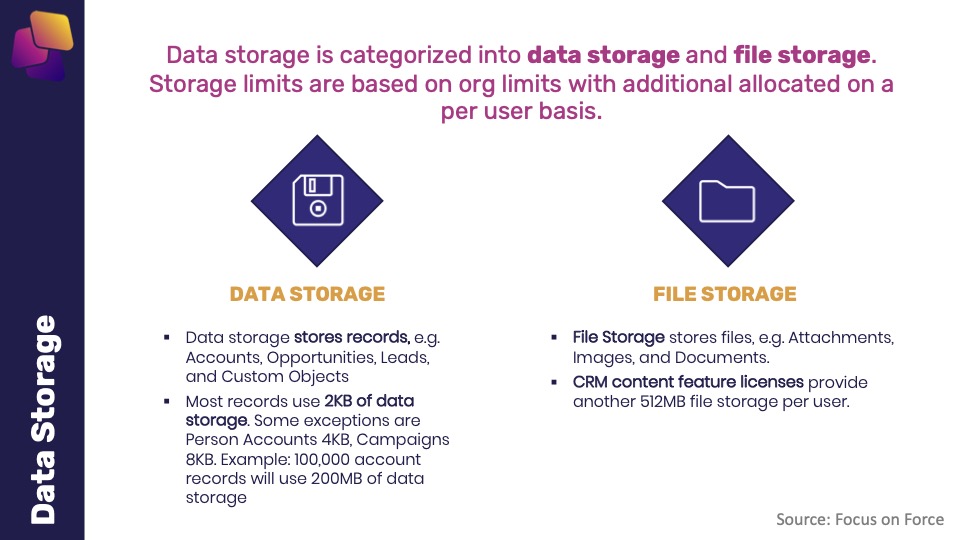 Data storage is categorized into data storage and file storage.
Storage limits are based on org limits with additional allocated on a
per user basis.
Data Storage
DATA STORAGE
▪ Data storage stores records, e.g.
Accounts, Opportunities, Leads,
and Custom Objects
▪ Most records use 2KB of data
storage. Some exceptions are
Person Accounts 4KB, Campaigns
8KB. Example: 100,000 account
records will use 200MB of data
storage
FILE STORAGE
▪ File Storage stores files, e.g. Attachments,
Images, and Documents.
▪ CRM content feature licenses provide
another 512MB file storage per user.
Source: Focus on Force